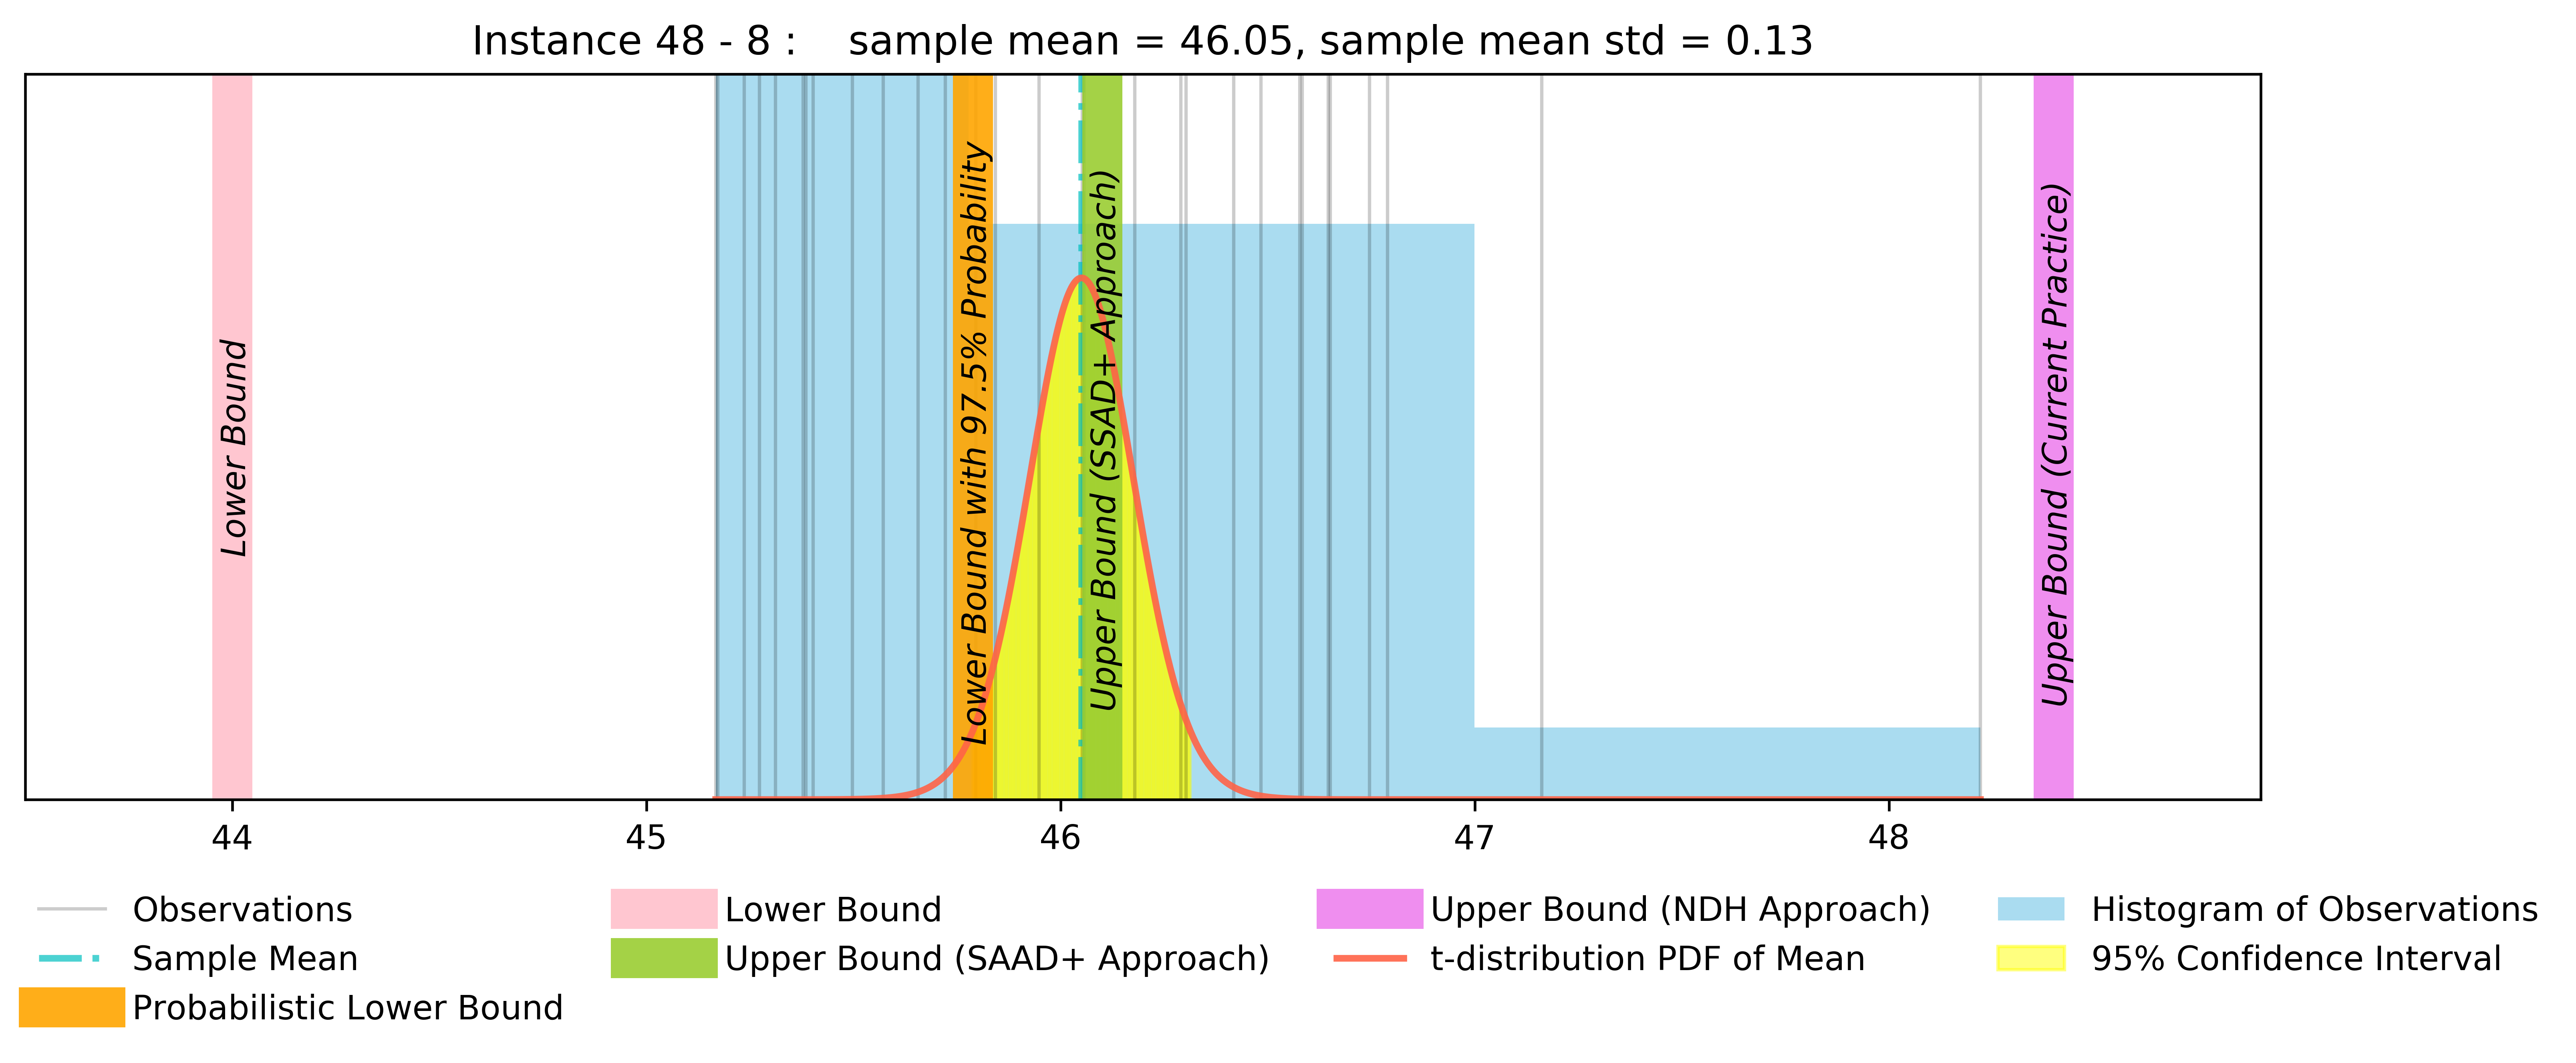 Instance 48 - 8 :    sample mean = 46.05, sample mean std = 0.13
Lower Bound
Lower Bound with 97.5% Probability
Upper Bound (SSAD+ Approach)
Upper Bound (Current Practice)
44 45 46 47 48
Observations
Sample Mean
Probabilistic Lower Bound
Lower Bound
Upper Bound (SAAD+ Approach)
Upper Bound (NDH Approach)
t-distribution PDF of Mean
Histogram of Observations
95% Confidence Interval